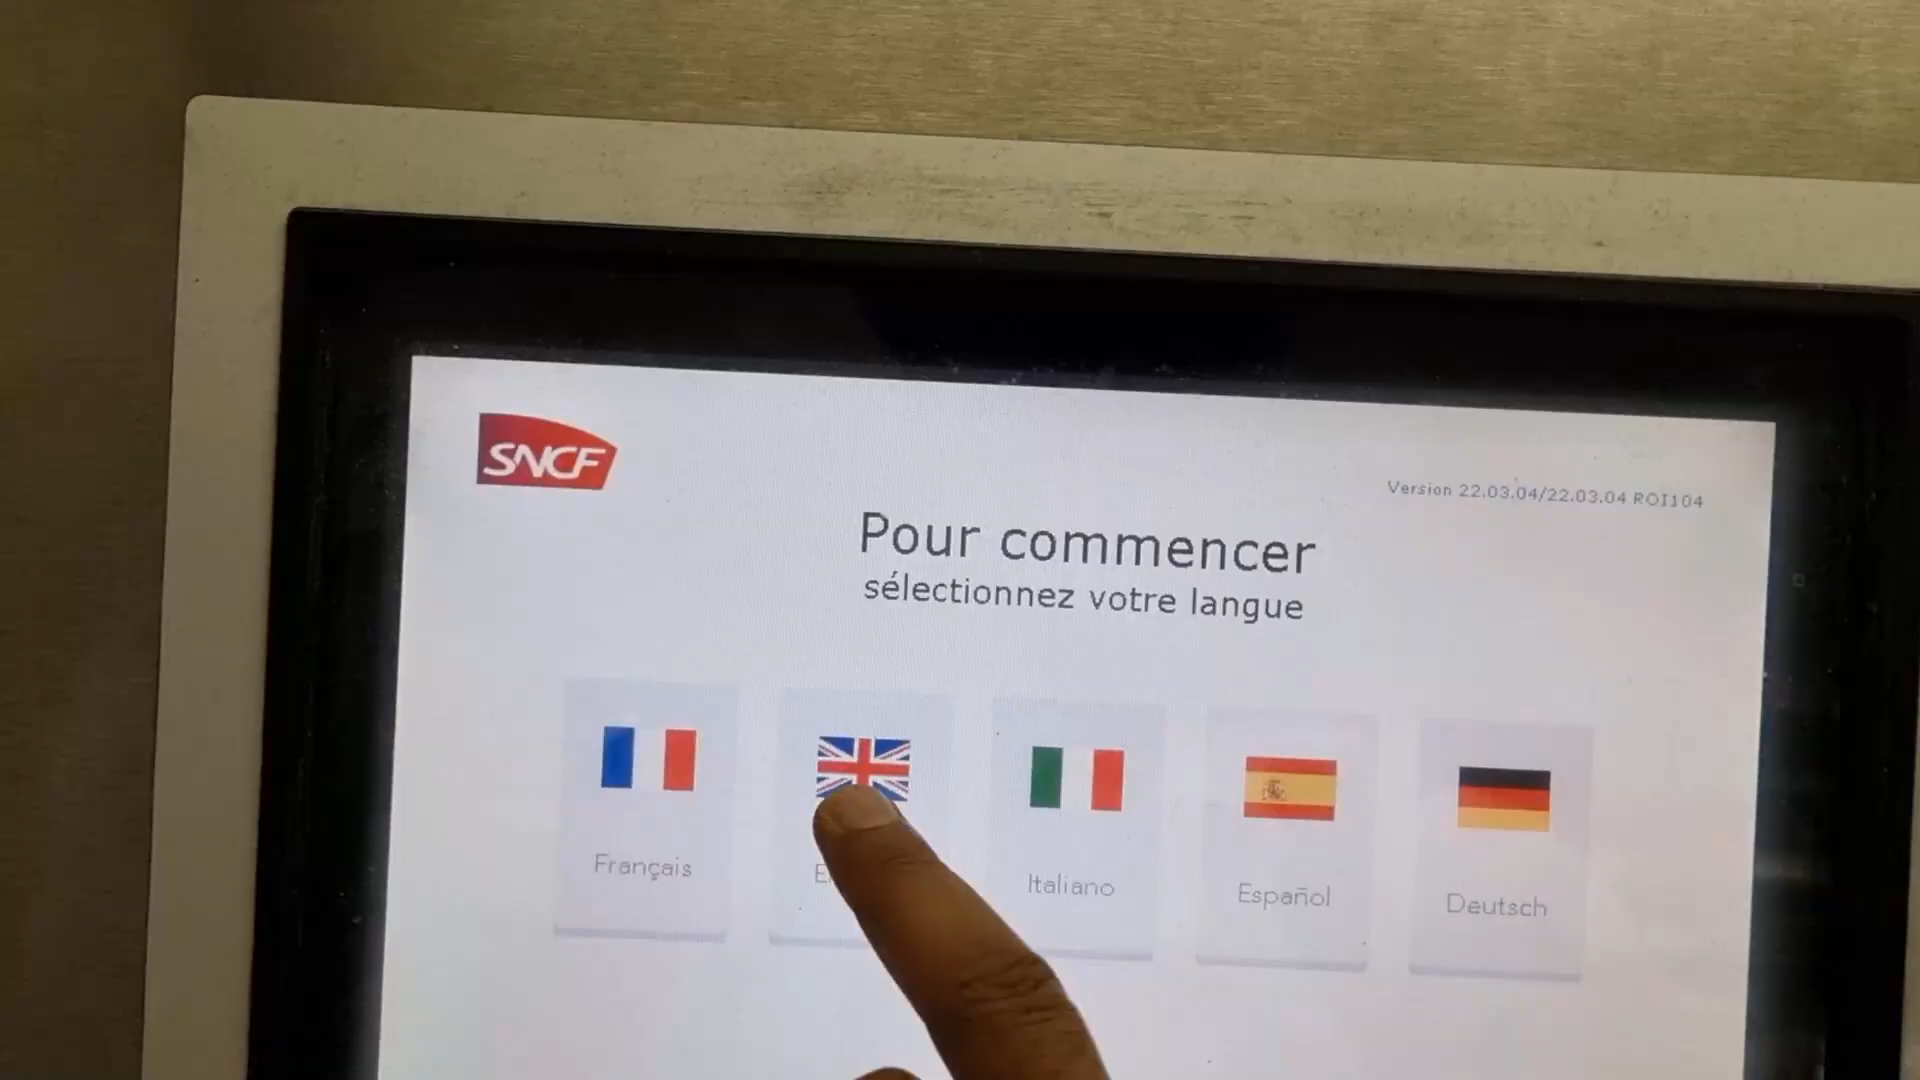 SNCF
Version 22.03.04/22.03.04 ROI104
Pour commencer
sélectionnez votre langue
Français
Italiano
Español
Deutsch